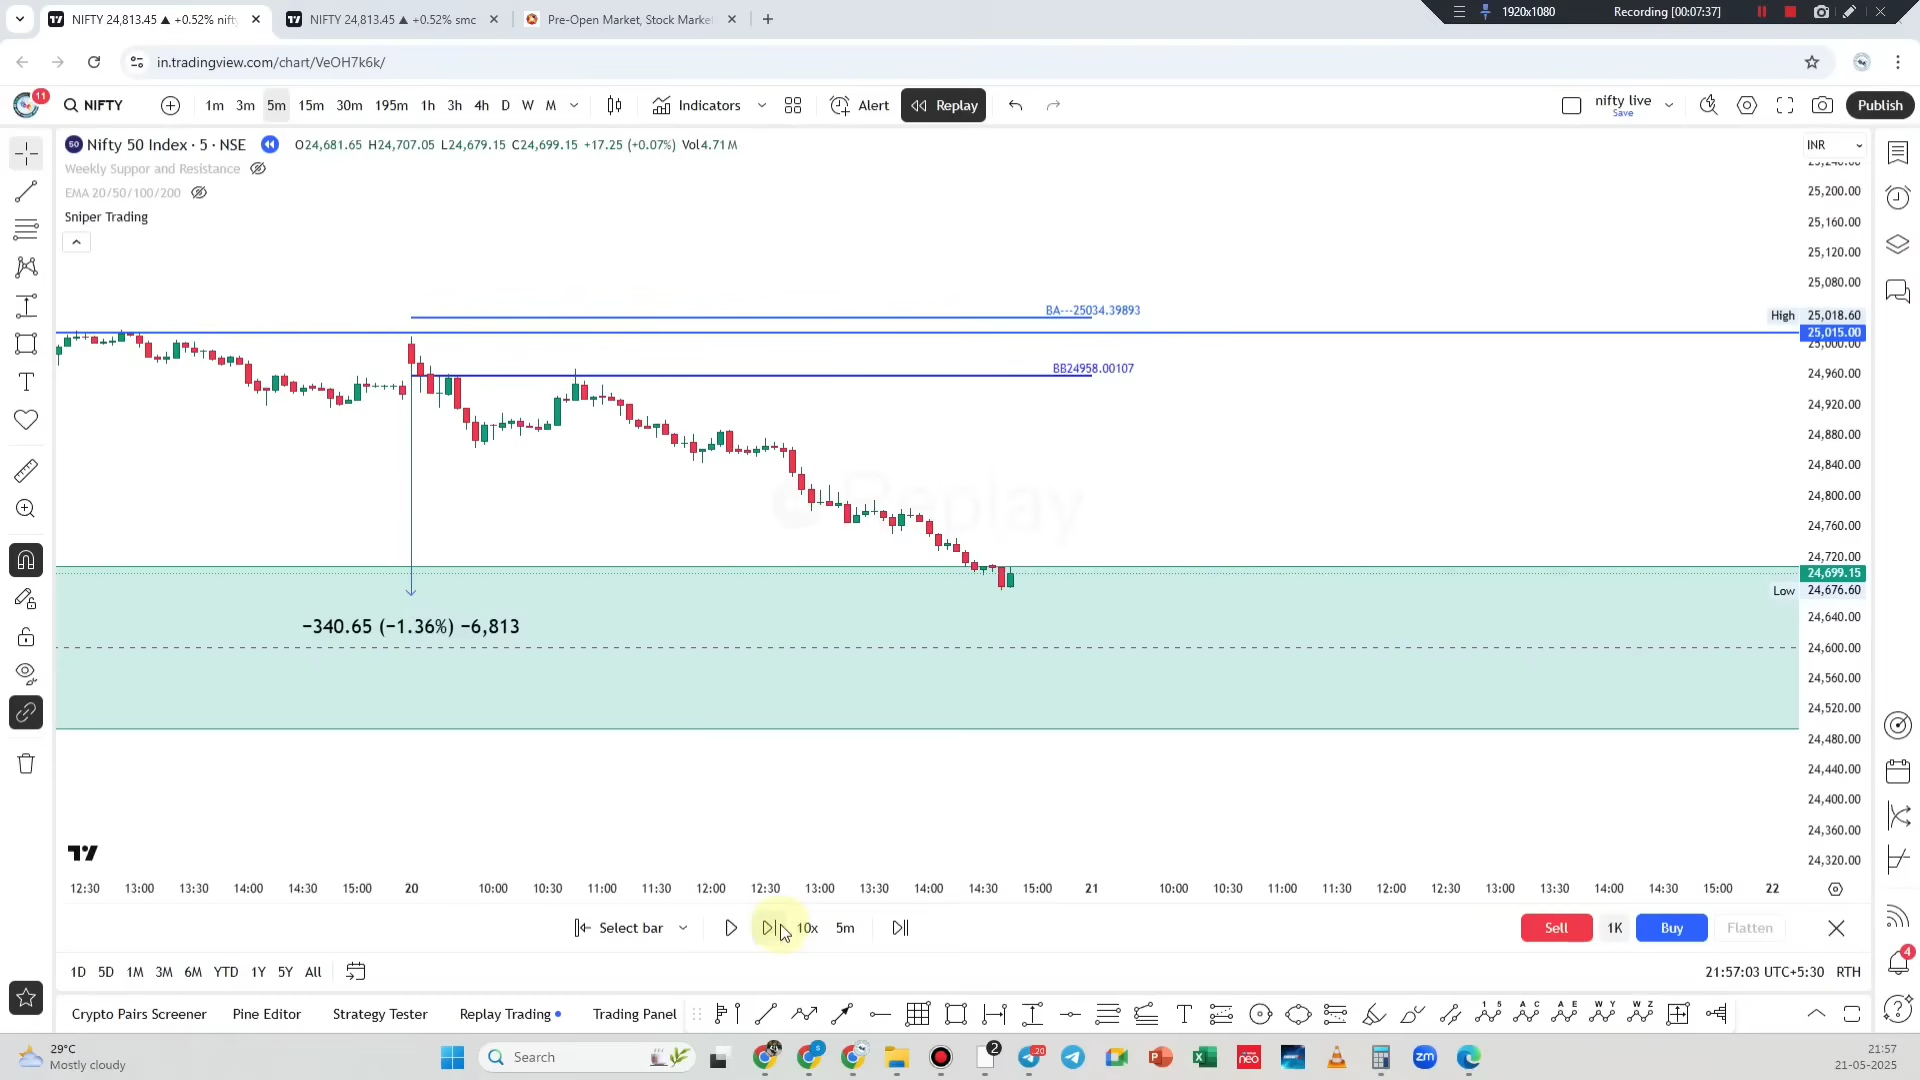 NIFTY 24,813.45 ▲ +0.52% nifty
NIFTY 24,813.45 ▲ +0.52% smc
Pre-Open Market, Stock Market
1920x1080
Recording [00:07:37]
in.tradingview.com/chart/VeOH7k6k/
11
NIFTY
1m 3m 5m 15m 30m 195m 1h 3h 4h D W M
Indicators
Alert
Replay
nifty live
Save
Publish
50 Nifty 50 Index · 5 · NSE
O24,681.65 H24,707.05 L24,679.15 C24,699.15 +17.25 (+0.07%) Vol4.71 M
INR
Weekly Suppor and Resistance
EMA 20/50/100/200
Sniper Trading
25,200.00
25,160.00
25,120.00
25,080.00
BA---25034.39893
High 25,018.60
25,015.00
25,000.00
BB24958.00107
24,960.00
24,920.00
24,880.00
24,840.00
24,800.00
Replay
24,760.00
24,720.00
24,699.15
Low 24,676.60
24,640.00
−340.65 (−1.36%) −6,813
24,600.00
24,560.00
24,520.00
24,480.00
24,440.00
24,400.00
24,360.00
24,320.00
12:30 13:00 13:30 14:00 14:30 15:00 20 10:00 10:30 11:00 11:30 12:00 12:30 13:00 13:30 14:00 14:30 15:00 21 10:00 10:30 11:00 11:30 12:00 12:30 13:00 13:30 14:00 14:30 15:00 22
Select bar
10x
5m
Sell
1K
Buy
Flatten
1D 5D 1M 3M 6M YTD 1Y 5Y All
21:57:03 UTC+5:30 RTH
4
Crypto Pairs Screener
Pine Editor
Strategy Tester
Replay Trading
Trading Panel
29°C
Mostly cloudy
Search
2
20
neo
zm
21:57
21-05-2025